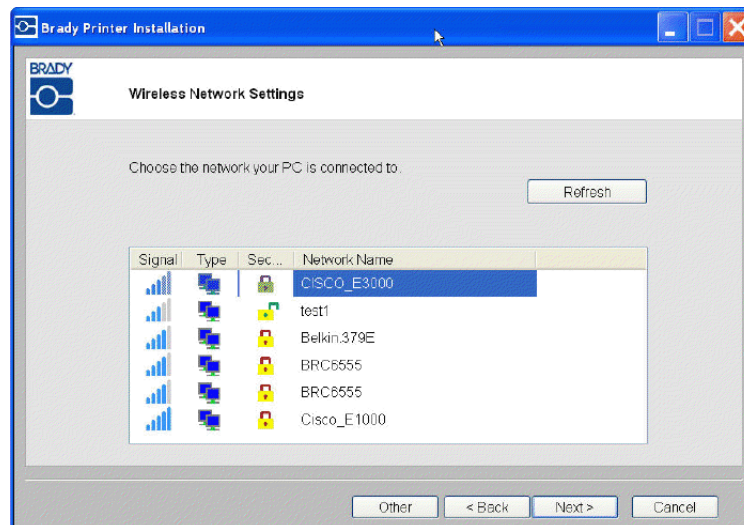 Brady Printer Installation
BRADY
Wireless Network Settings
Choose the network your PC is connected to.
Refresh
Signal Type Sec... Network Name
CISCO_E3000
test1
Belkin.379E
BRC6555
BRC6555
Cisco_E1000
Other < Back Next > Cancel